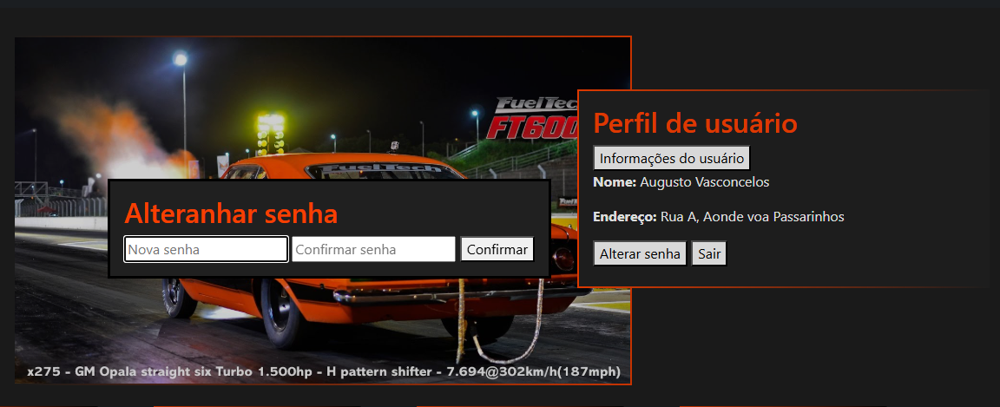 FuelTec
FT600
FuelTech
FuelTech
Perfil de usuário
Informações do usuário
Nome: Augusto Vasconcelos
Endereço: Rua A, Aonde voa Passarinhos
Alterar senha Sair
Alteranhar senha
Nova senha Confirmar senha Confirmar
x275 - GM Opala straight six Turbo 1.500hp - H pattern shifter - 7.694@302km/h(187mph)